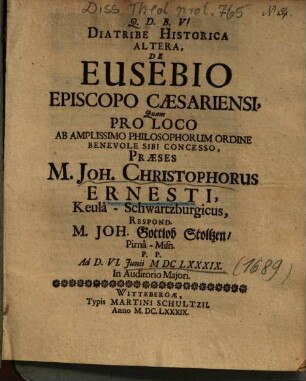 Diss. Theol. prol. 765
Q. D. B. V!
DIATRIBE HISTORICA
ALTERA,
DE
EUSEBIO
EPISCOPO CÆSARIENSI,
Quam
PRO LOCO
AB AMPLISSIMO PHILOSOPHORUM ORDINE
BENEVOLE SIBI CONCESSO,
PRÆSES
M. JOH. CHRISTOPHORUS
ERNESTI,
Keulâ - Schwartzburgicus,
RESPOND.
M. JOH. Gottlob Stoltzen/
Pirnâ - Misn.
P. P.
Ad D. VI. Junii M DC LXXXIX.
(1689)
In Auditorio Majori.
WITTEBERGÆ,
Typis MARTINI SCHULTZII.
Anno M. DC. LXXXIX.